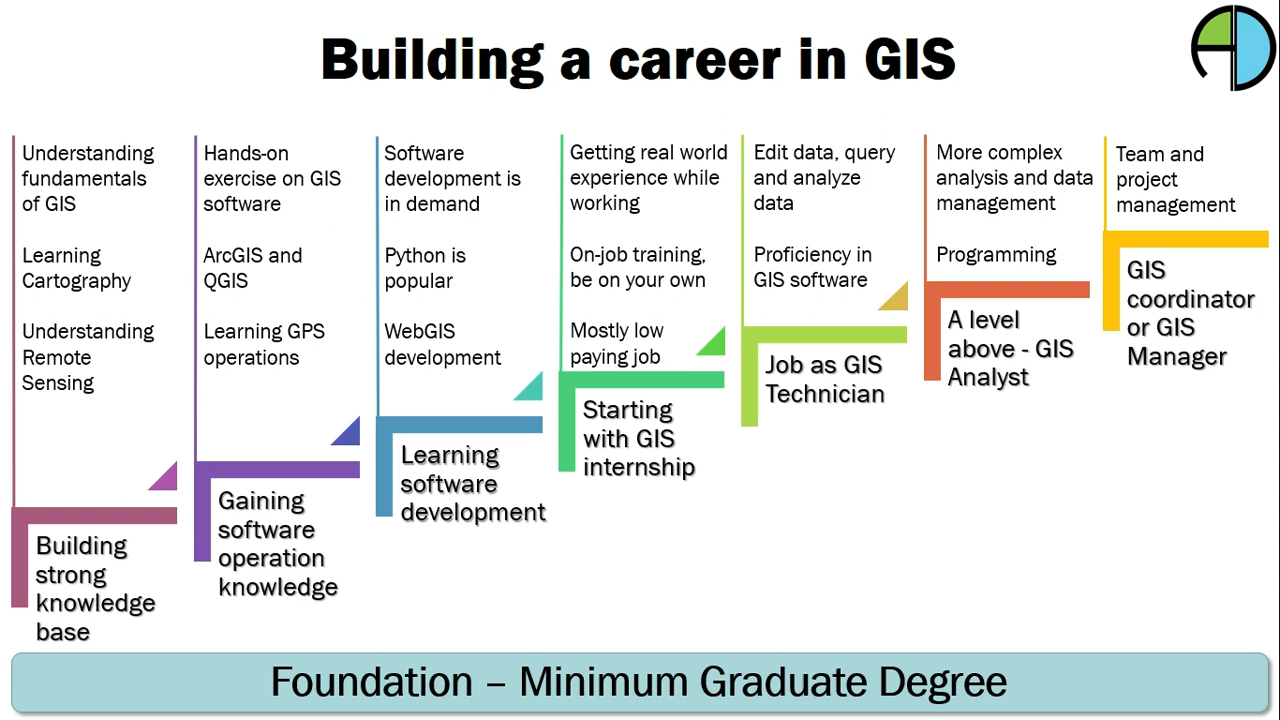 Building a career in GIS
Understanding
fundamentals
of GIS
Learning
Cartography
Understanding
Remote
Sensing
Building
strong
knowledge
base
Hands-on
exercise on GIS
software
ArcGIS and
QGIS
Learning GPS
operations
Gaining
software
operation
knowledge
Software
development is
in demand
Python is
popular
WebGIS
development
Learning
software
development
Getting real world
experience while
working
On-job training,
be on your own
Mostly low
paying job
Starting
with GIS
internship
Edit data, query
and analyze
data
Proficiency in
GIS software
Job as GIS
Technician
More complex
analysis and data
management
Programming
A level
above - GIS
Analyst
Team and
project
management
GIS
coordinator
or GIS
Manager
Foundation – Minimum Graduate Degree